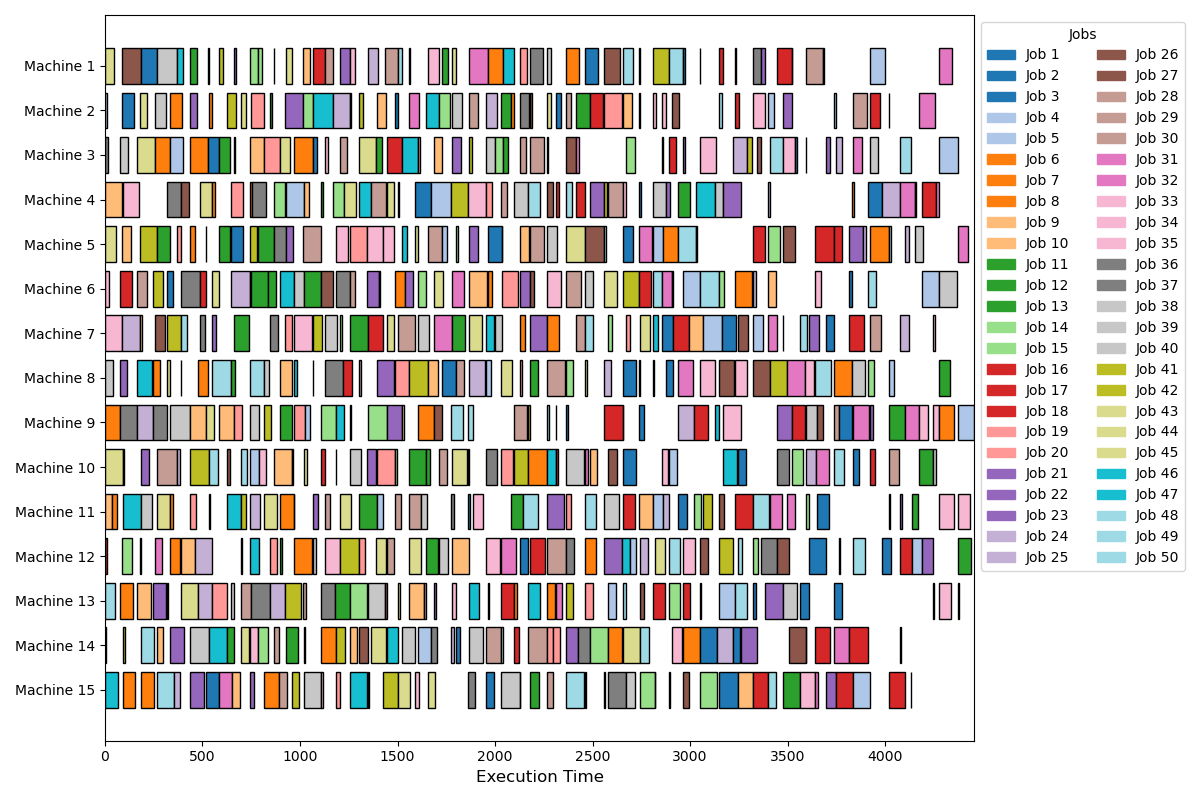 Machine 1
Machine 2
Machine 3
Machine 4
Machine 5
Machine 6
Machine 7
Machine 8
Machine 9
Machine 10
Machine 11
Machine 12
Machine 13
Machine 14
Machine 15
0 500 1000 1500 2000 2500 3000 3500 4000
Execution Time
Jobs
Job 1 Job 26
Job 2 Job 27
Job 3 Job 28
Job 4 Job 29
Job 5 Job 30
Job 6 Job 31
Job 7 Job 32
Job 8 Job 33
Job 9 Job 34
Job 10 Job 35
Job 11 Job 36
Job 12 Job 37
Job 13 Job 38
Job 14 Job 39
Job 15 Job 40
Job 16 Job 41
Job 17 Job 42
Job 18 Job 43
Job 19 Job 44
Job 20 Job 45
Job 21 Job 46
Job 22 Job 47
Job 23 Job 48
Job 24 Job 49
Job 25 Job 50